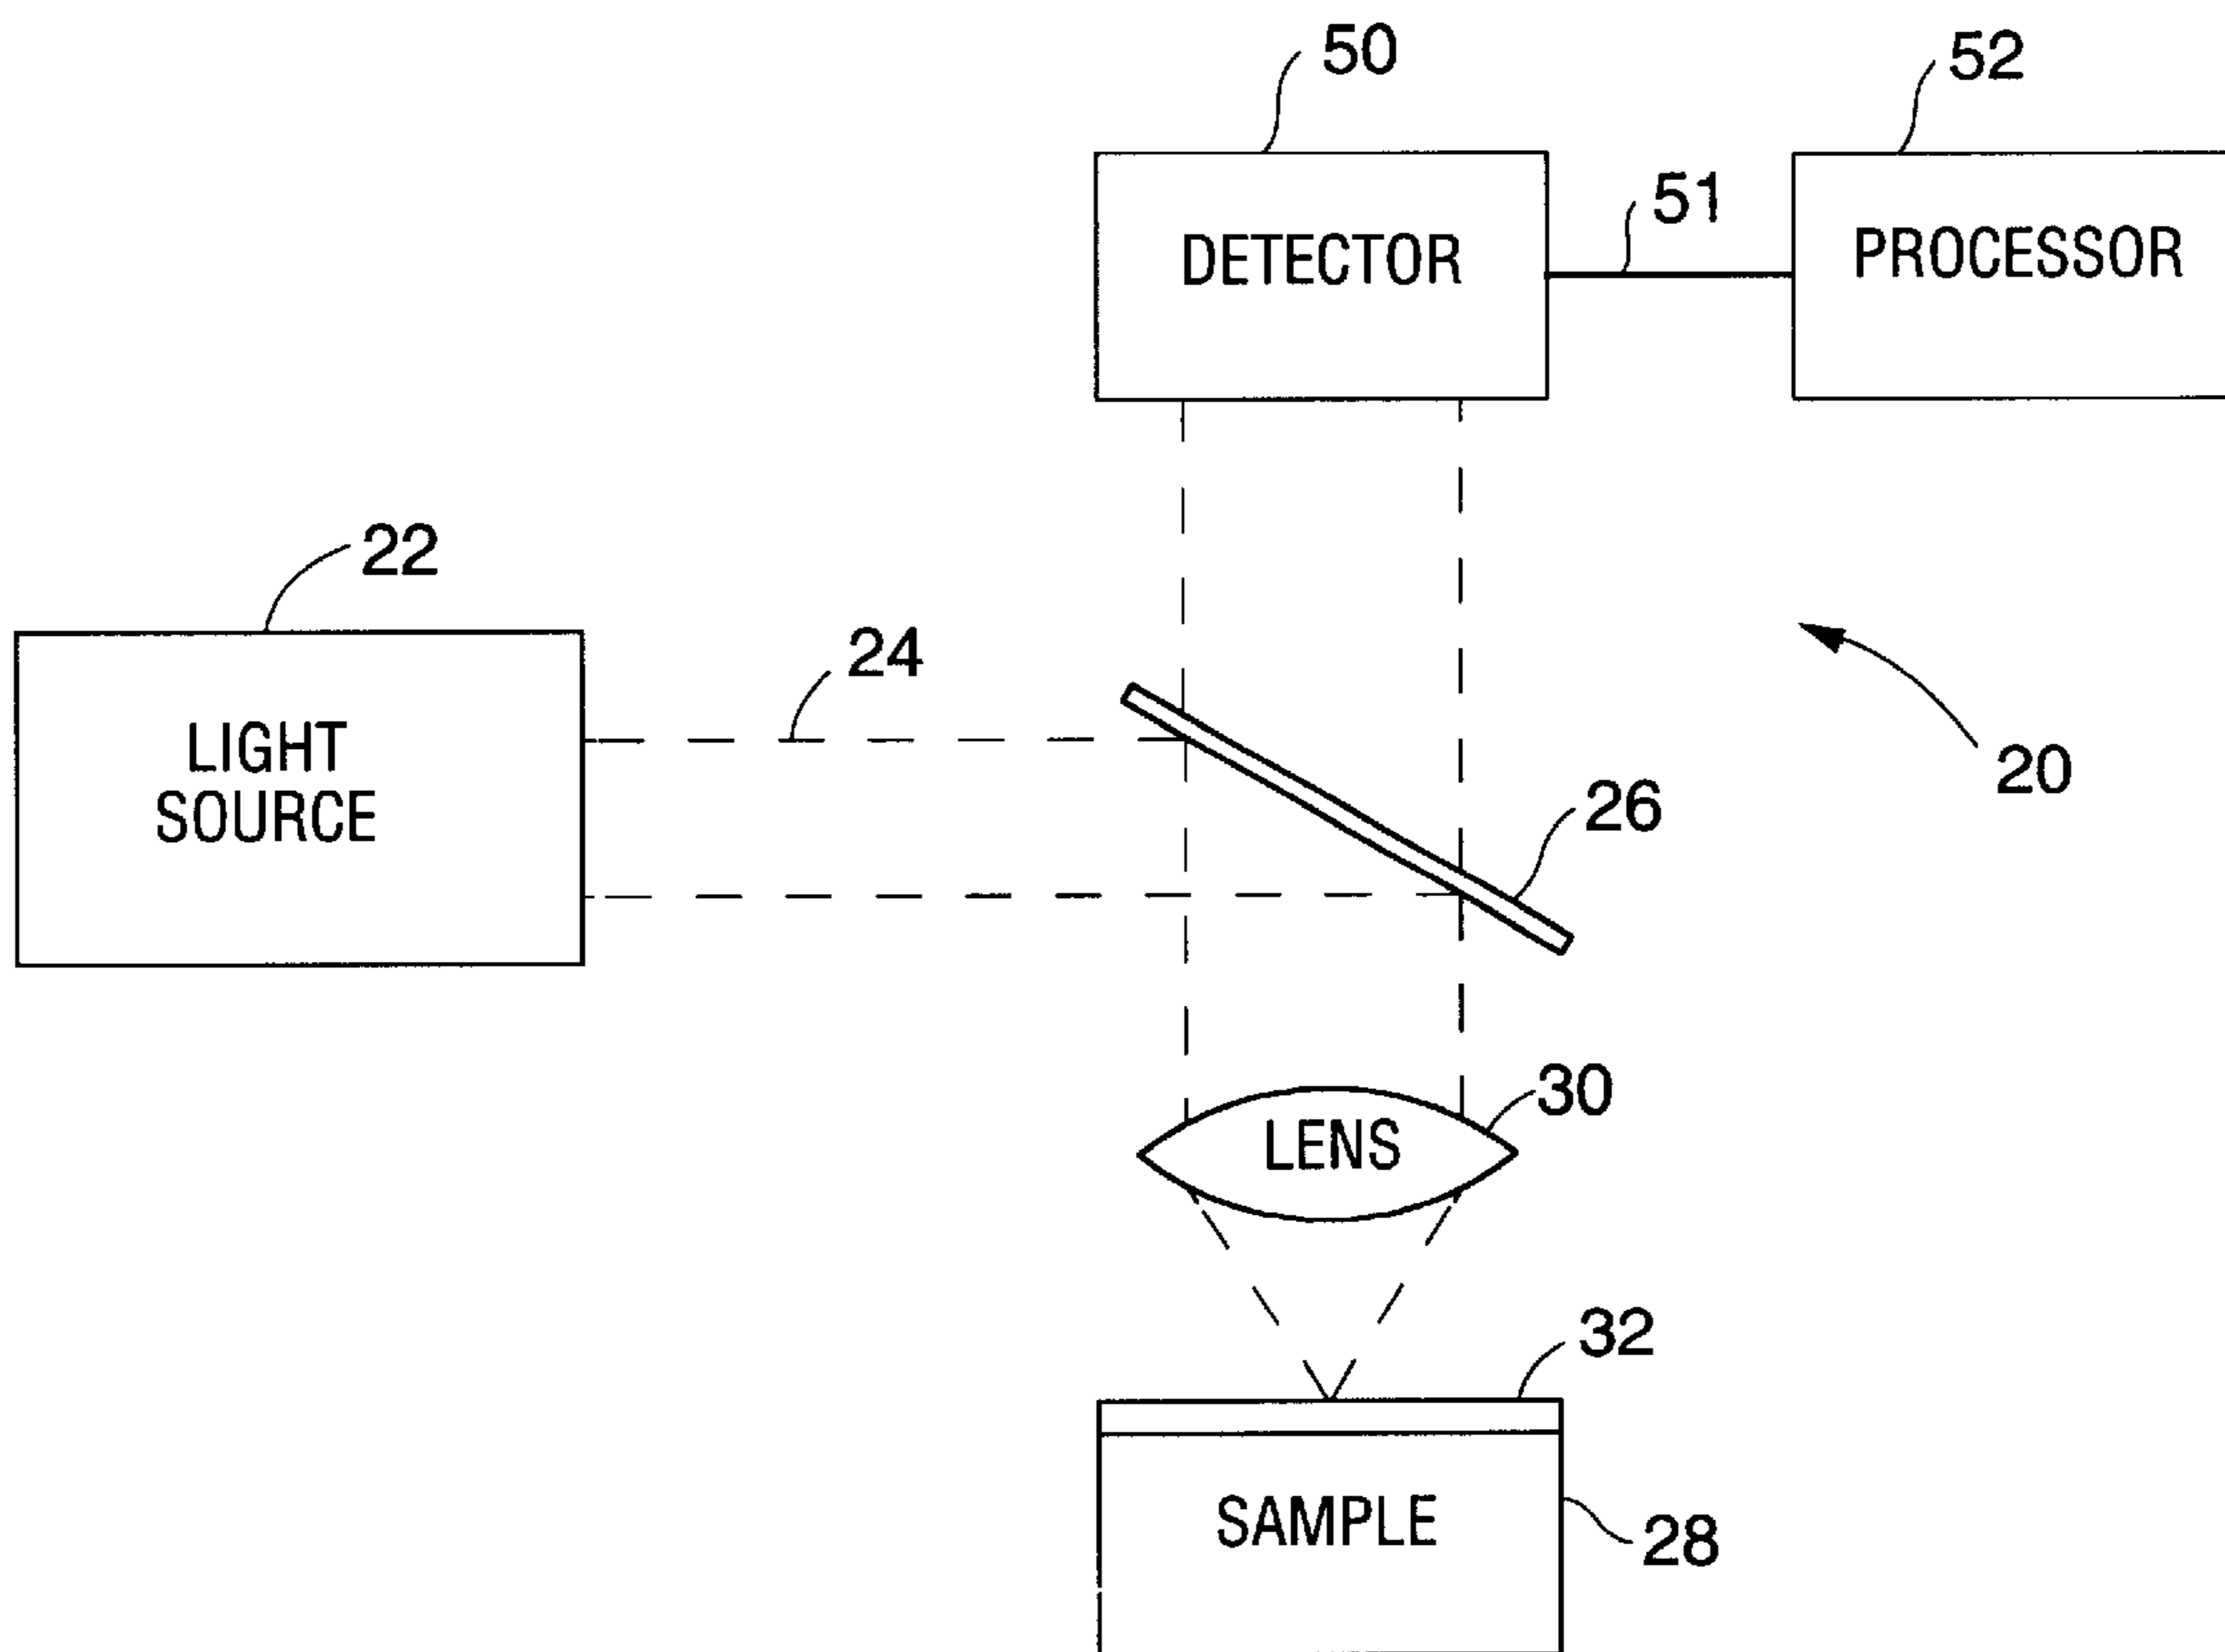 50
52
51
DETECTOR
PROCESSOR
22
24
LIGHT
SOURCE
20
26
30
LENS
32
SAMPLE
28